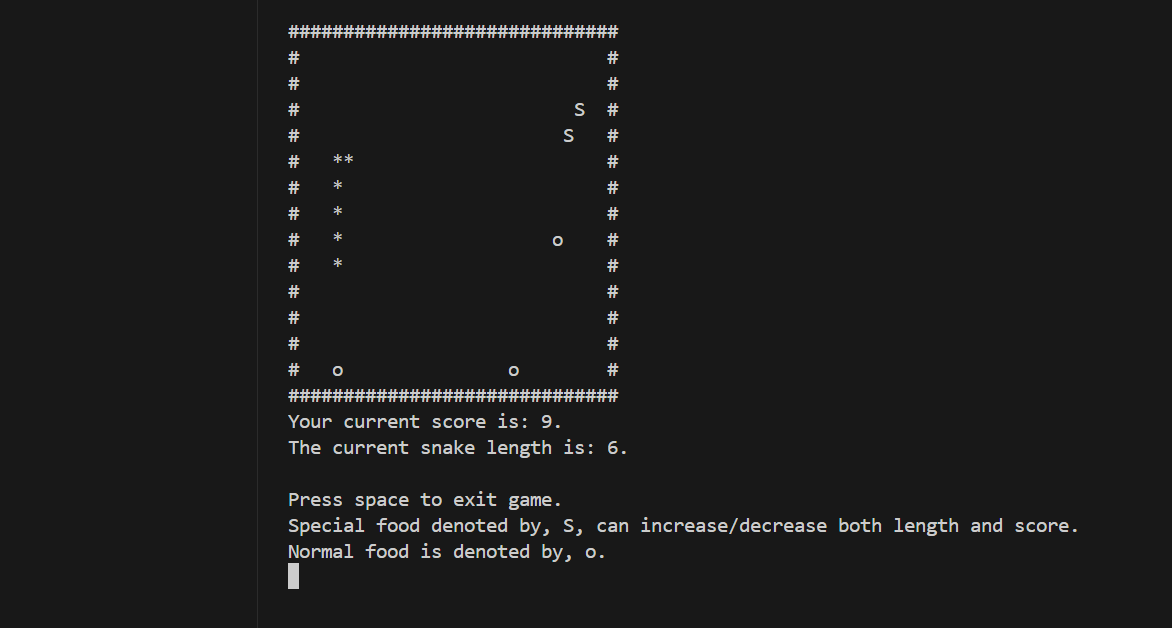 ##############################
#                            #
#                            #
#                         S  #
#                        S   #
#   **                       #
#   *                        #
#   *                        #
#   *                   o    #
#   *                        #
#                            #
#                            #
#                            #
#   o               o        #
##############################
Your current score is: 9.
The current snake length is: 6.
Press space to exit game.
Special food denoted by, S, can increase/decrease both length and score.
Normal food is denoted by, o.